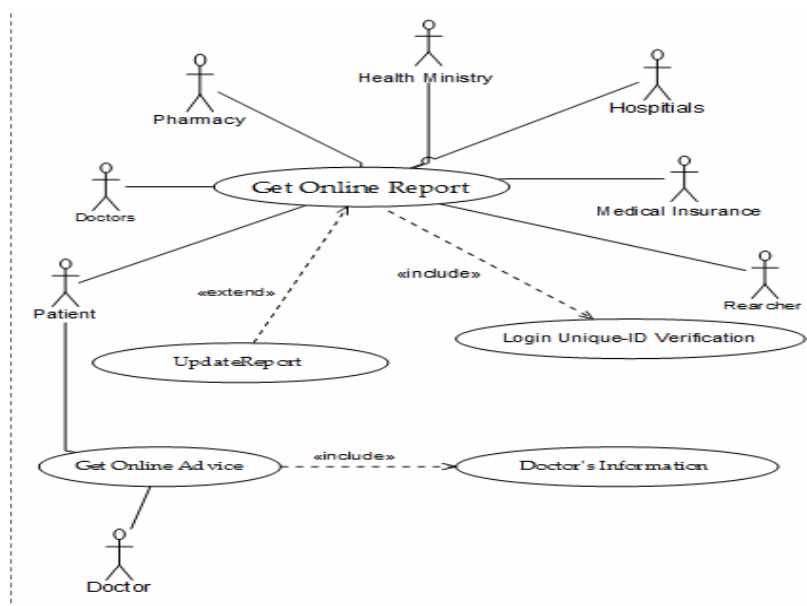 Health Ministry
Pharmacy
Hospitials
Get Online Report
Doctors
Medical Insurance
«include»
«extend»
Patient
Rearcher
UpdateReport
Login Unique-ID Verification
«include»
Get Online Advice
Doctor's Information
Doctor